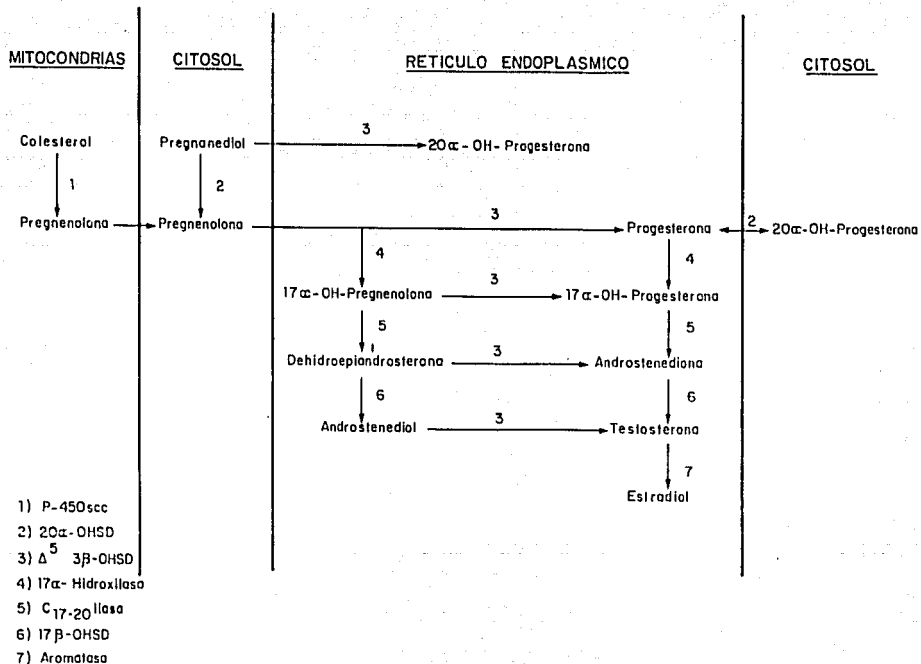 MITOCONDRIAS CITOSOL RETICULO ENDOPLASMICO CITOSOL
3
Colesterol Pregnanediol 20α-OH-Progesterona
1 2
3 2
Pregnenolona Pregnenolona Progesterona 20α-OH-Progesterona
4 4
3
17α-OH-Pregnenolona 17α-OH-Progesterona
5 5
3
Dehidroepiandrosterona Androstenediona
6 6
3
Androstenediol Testosterona
7
Estradiol
1) P-450scc
2) 20α-OHSD
3) Δ⁵ 3β-OHSD
4) 17α-Hidroxilasa
5) C₁₇₋₂₀ liasa
6) 17β-OHSD
7) Aromatasa